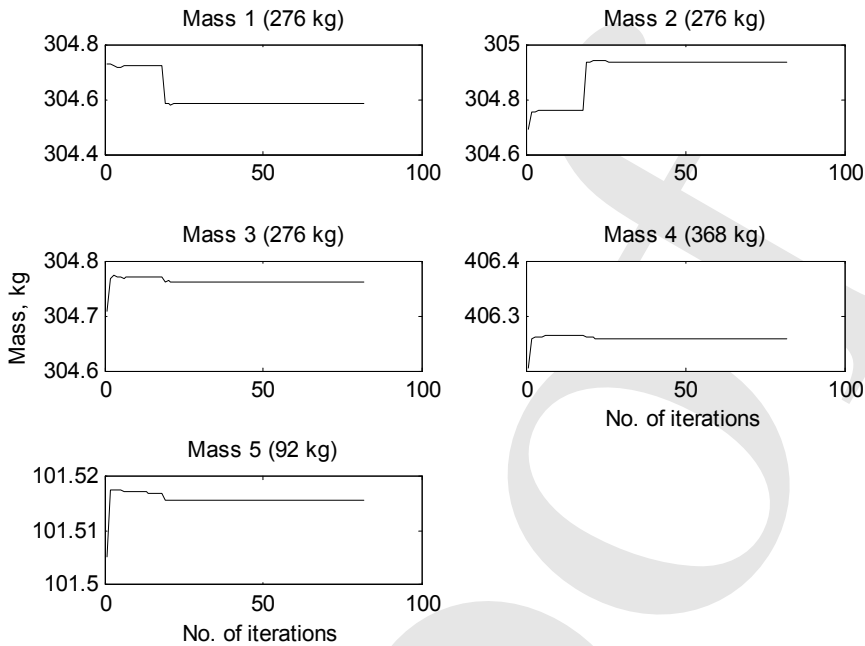 Mass 1 (276 kg)
304.8
304.6
304.4
0 50 100
Mass 2 (276 kg)
305
304.8
304.6
0 50 100
Mass 3 (276 kg)
304.8
304.7
304.6
0 50 100
Mass, kg
Mass 4 (368 kg)
406.4
406.3
0 50 100
No. of iterations
Mass 5 (92 kg)
101.52
101.51
101.5
0 50 100
No. of iterations